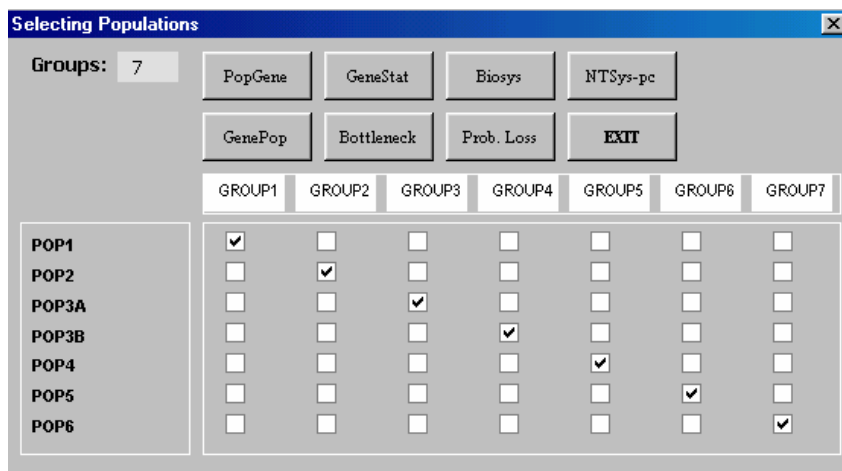 Selecting Populations
Groups: 7
PopGene GeneStat Biosys NTSys-pc
GenePop Bottleneck Prob. Loss EXIT
GROUP1 GROUP2 GROUP3 GROUP4 GROUP5 GROUP6 GROUP7
POP1
POP2
POP3A
POP3B
POP4
POP5
POP6